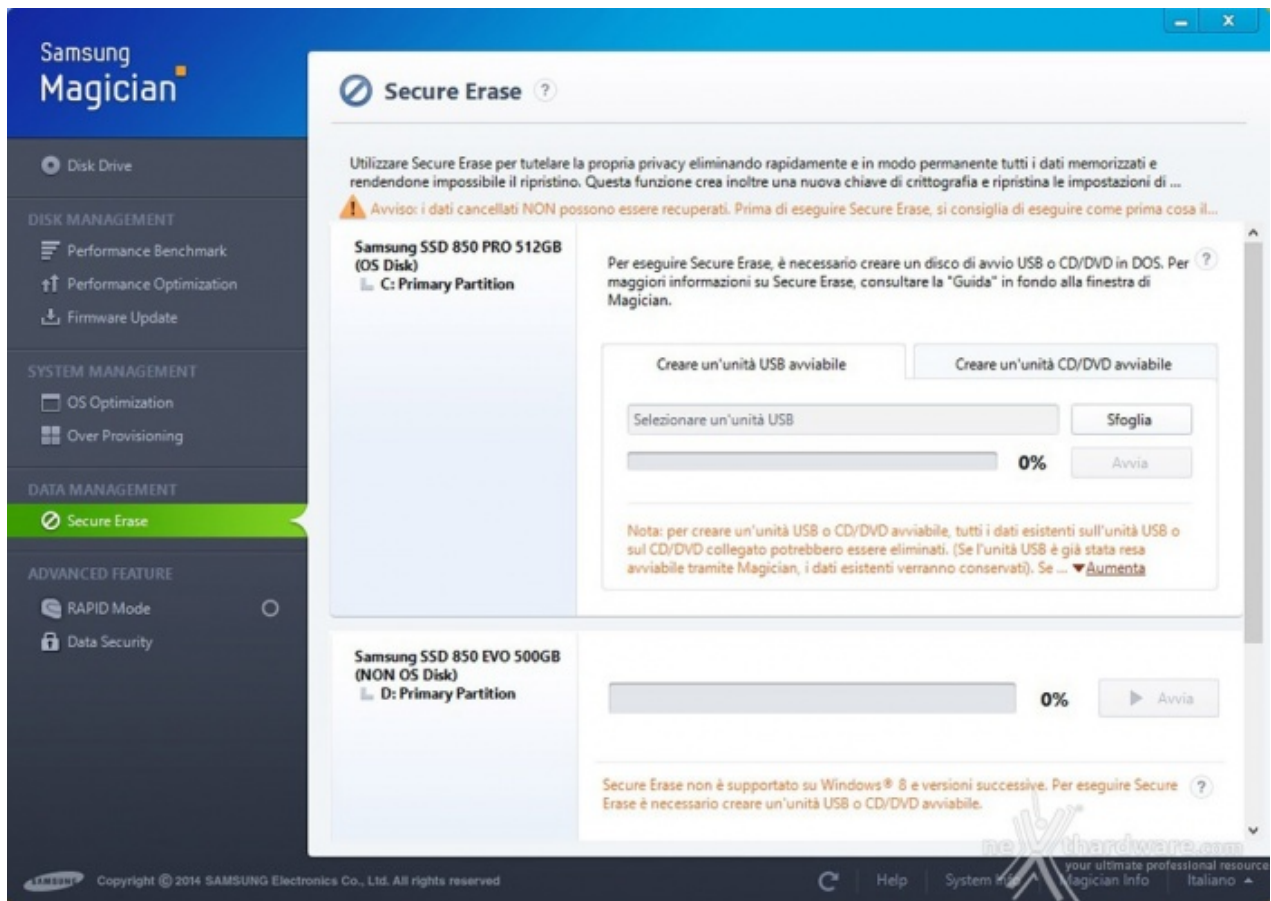 Samsung
Magician
Secure Erase ?
Disk Drive
DISK MANAGEMENT
Performance Benchmark
Performance Optimization
Firmware Update
SYSTEM MANAGEMENT
OS Optimization
Over Provisioning
DATA MANAGEMENT
Secure Erase
ADVANCED FEATURE
RAPID Mode
Data Security
Utilizzare Secure Erase per tutelare la propria privacy eliminando rapidamente e in modo permanente tutti i dati memorizzati e
rendendone impossibile il ripristino. Questa funzione crea inoltre una nuova chiave di crittografia e ripristina le impostazioni di ...
Avviso: i dati cancellati NON possono essere recuperati. Prima di eseguire Secure Erase, si consiglia di eseguire come prima cosa il...
Samsung SSD 850 PRO 512GB
(OS Disk)
C: Primary Partition
Per eseguire Secure Erase, è necessario creare un disco di avvio USB o CD/DVD in DOS. Per ?
maggiori informazioni su Secure Erase, consultare la "Guida" in fondo alla finestra di
Magician.
Creare un'unità USB avviabile
Creare un'unità CD/DVD avviabile
Selezionare un'unità USB
Sfoglia
0%
Avvia
Nota: per creare un'unità USB o CD/DVD avviabile, tutti i dati esistenti sull'unità USB o
sul CD/DVD collegato potrebbero essere eliminati. (Se l'unità USB è già stata resa
avviabile tramite Magician, i dati esistenti verranno conservati). Se ... Aumenta
Samsung SSD 850 EVO 500GB
(NON OS Disk)
D: Primary Partition
0%
Avvia
Secure Erase non è supportato su Windows® 8 e versioni successive. Per eseguire Secure ?
Erase è necessario creare un'unità USB o CD/DVD avviabile.
nexthardware.com
your ultimate professional resource
SAMSUNG
Copyright © 2014 SAMSUNG Electronics Co., Ltd. All rights reserved
Help
System Info
Magician Info
Italiano